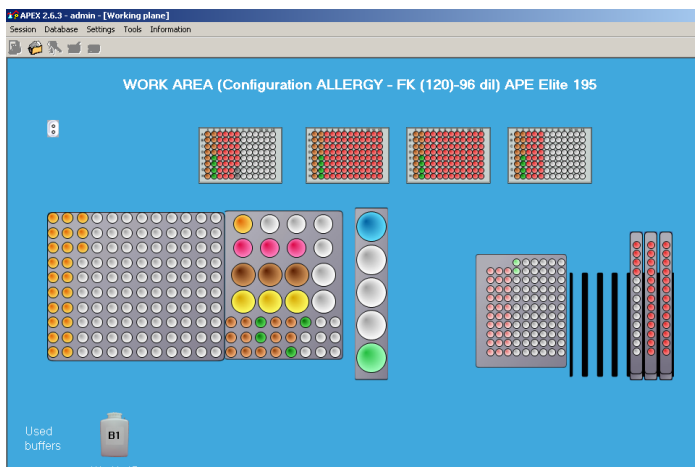 APEX 2.6.3 - admin - [Working plane]
Session Database Settings Tools Information
WORK AREA (Configuration ALLERGY - FK (120)-96 dil) APE Elite 195
Used
buffers
B1